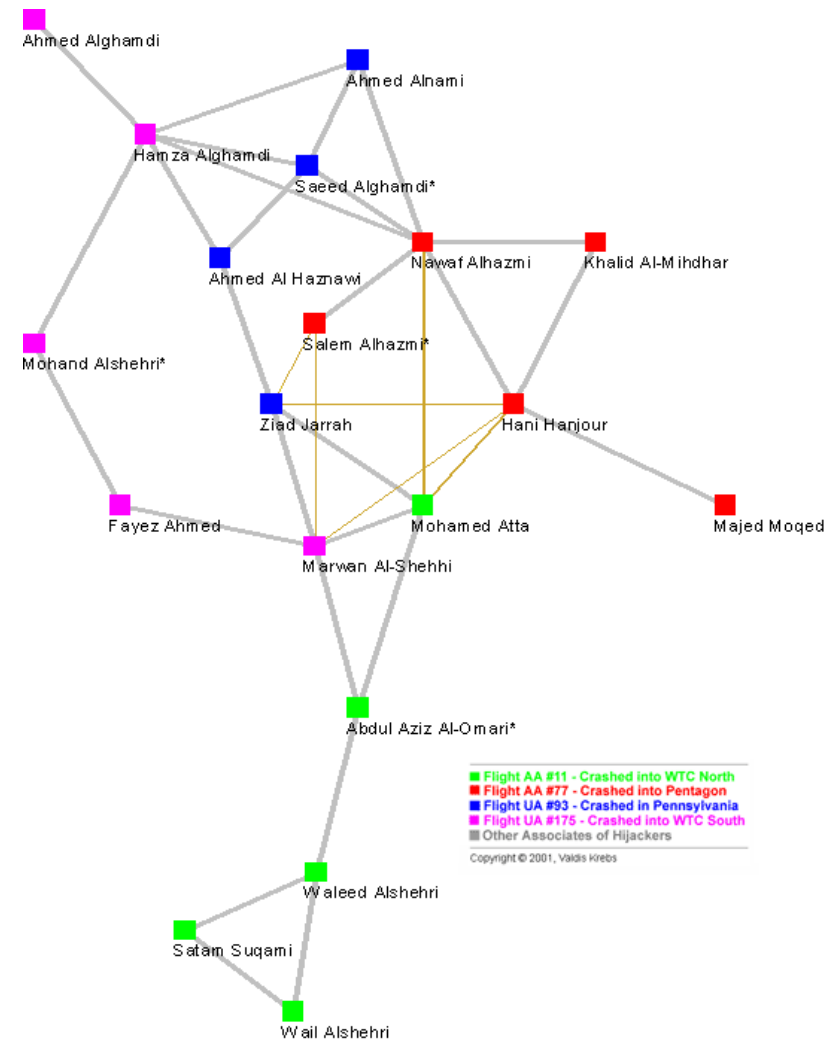 Ahmed Alghamdi
Ahmed Alnami
Hamza Alghamdi
Saeed Alghamdi*
Nawaf Alhazmi
Khalid Al-Mihdhar
Ahmed Al Haznawi
Salem Alhazmi*
Mohand Alshehri*
Ziad Jarrah
Hani Hanjour
Fayez Ahmed
Mohamed Atta
Majed Moqed
Marwan Al-Shehhi
Abdul Aziz Al-Omari*
Flight AA #11 - Crashed into WTC North
Flight AA #77 - Crashed into Pentagon
Flight UA #93 - Crashed in Pennsylvania
Flight UA #175 - Crashed into WTC South
Other Associates of Hijackers
Copyright © 2001, Valdis Krebs
Waleed Alshehri
Satam Suqami
Wail Alshehri